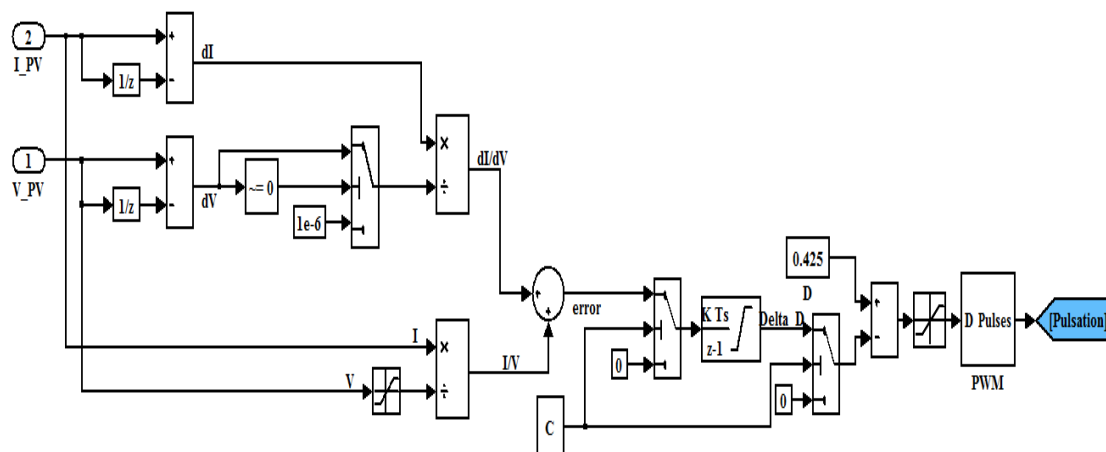 2
I_PV
1/z
+
-
dI
1
V_PV
1/z
+
-
dV
~= 0
1e-6
×
÷
dI/dV
I
V
×
÷
I/V
+
+
error
0
C
K Ts
z-1
Delta_D
0
0.425
D
+
-
D Pulses
PWM
[Pulsation]